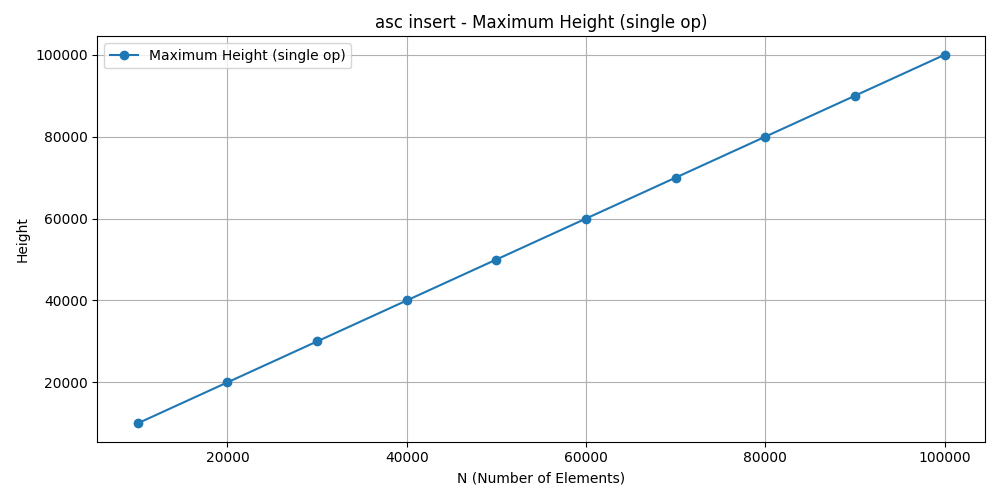 asc insert - Maximum Height (single op)
Maximum Height (single op)
Height
100000
80000
60000
40000
20000
20000 40000 60000 80000 100000
N (Number of Elements)